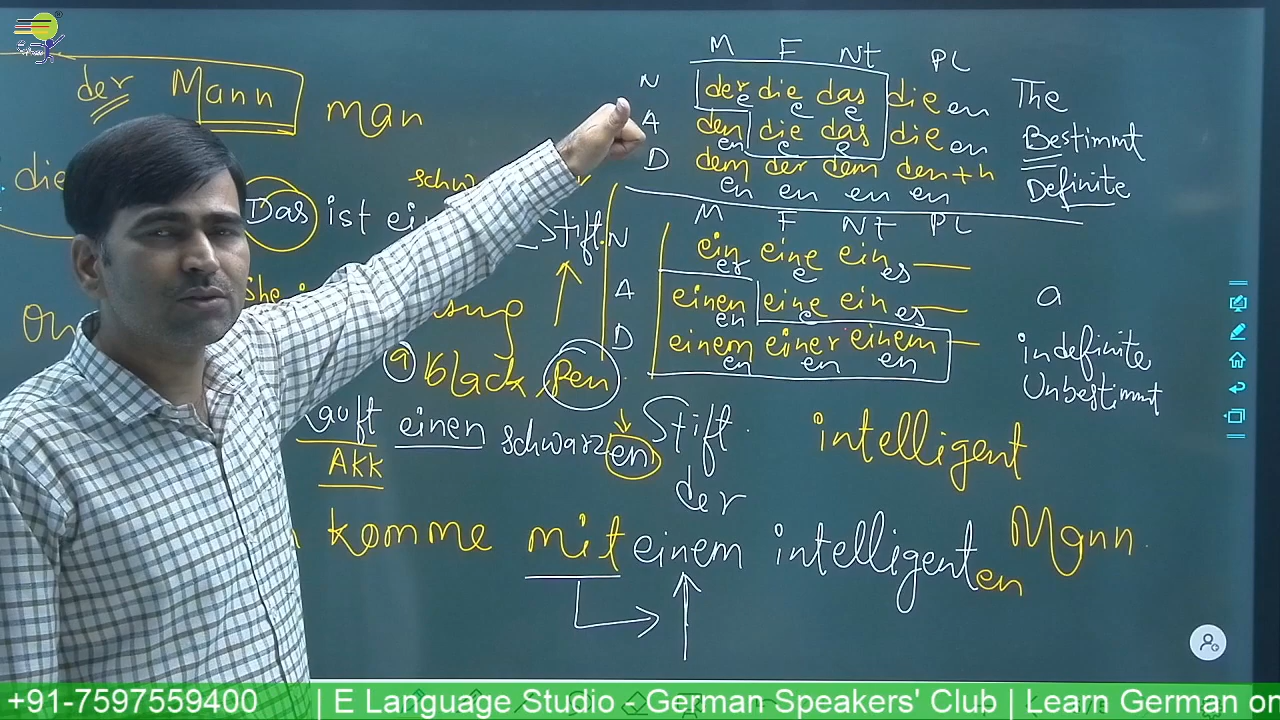 der Mann man
die
Das ist ein Stift.
schw
She is
a black Pen.
kauft einen schwarzen Stift.
Akk
der
komme mit einem intelligenten Mann.
intelligent
M F Nt PL
N der e die e das e die en
A den en die e das e die en
D dem en der en dem en den + n en
The
Bestimmt
Definite
M F Nt PL
N ein er eine e ein es —
A einen en eine e ein es —
D einem en einer en einem en —
a
indefinite
Unbestimmt
+91-7597559400 | E Language Studio - German Speakers' Club | Learn German on